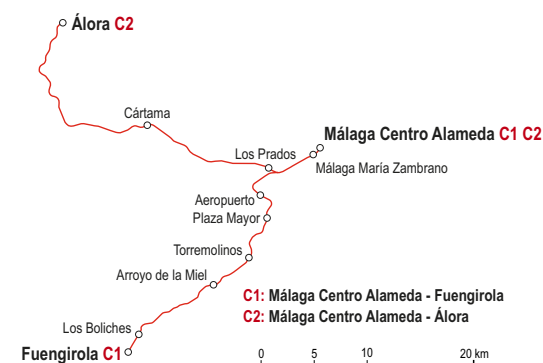 Álora C2
Cártama
Málaga Centro Alameda C1 C2
Los Prados
Málaga María Zambrano
Aeropuerto
Plaza Mayor
Torremolinos
Arroyo de la Miel
C1: Málaga Centro Alameda - Fuengirola
C2: Málaga Centro Alameda - Álora
Los Boliches
Fuengirola C1
0 5 10 20 km